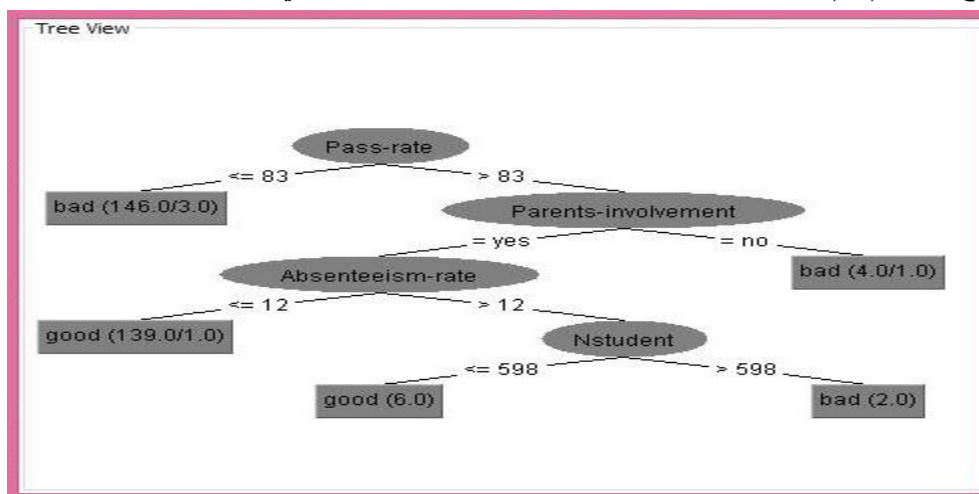 Tree View
Pass-rate
<= 83 > 83
bad (146.0/3.0)
Parents-involvement
= yes = no
Absenteeism-rate
bad (4.0/1.0)
<= 12 > 12
good (139.0/1.0)
Nstudent
<= 598 > 598
good (6.0) bad (2.0)